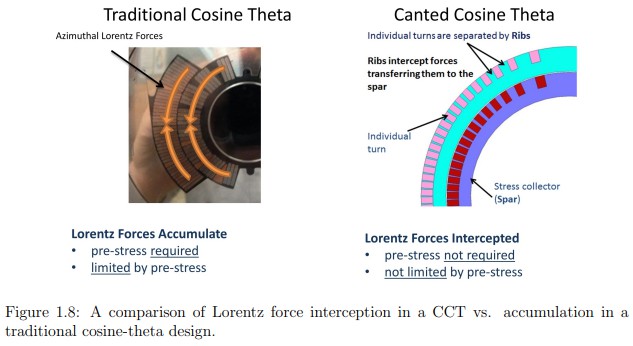 Traditional Cosine Theta
Azimuthal Lorentz Forces
Lorentz Forces Accumulate
• pre-stress required
• limited by pre-stress
Canted Cosine Theta
Individual turns are separated by Ribs
Ribs intercept forces
transferring them to the
spar
Individual
turn
Stress collector
(Spar)
Lorentz Forces Intercepted
• pre-stress not required
• not limited by pre-stress
Figure 1.8: A comparison of Lorentz force interception in a CCT vs. accumulation in a
traditional cosine-theta design.